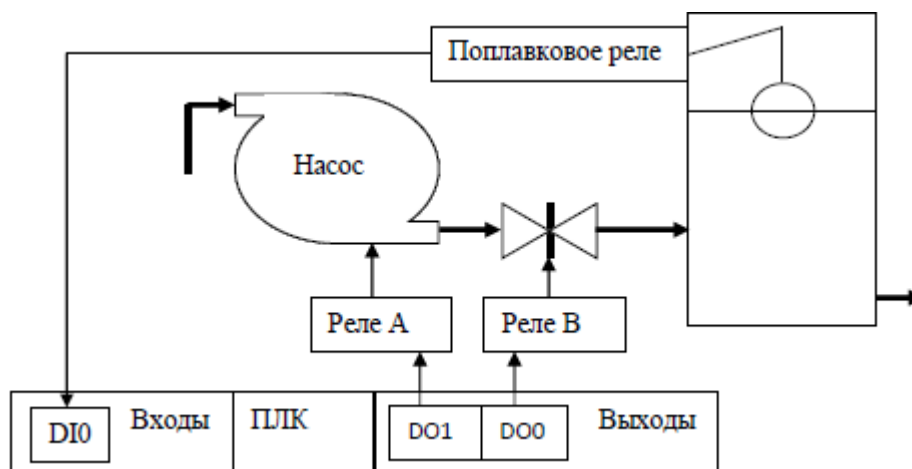 Поплавковое реле
Насос
Реле А
Реле В
DI0
Входы
ПЛК
DO1
DO0
Выходы